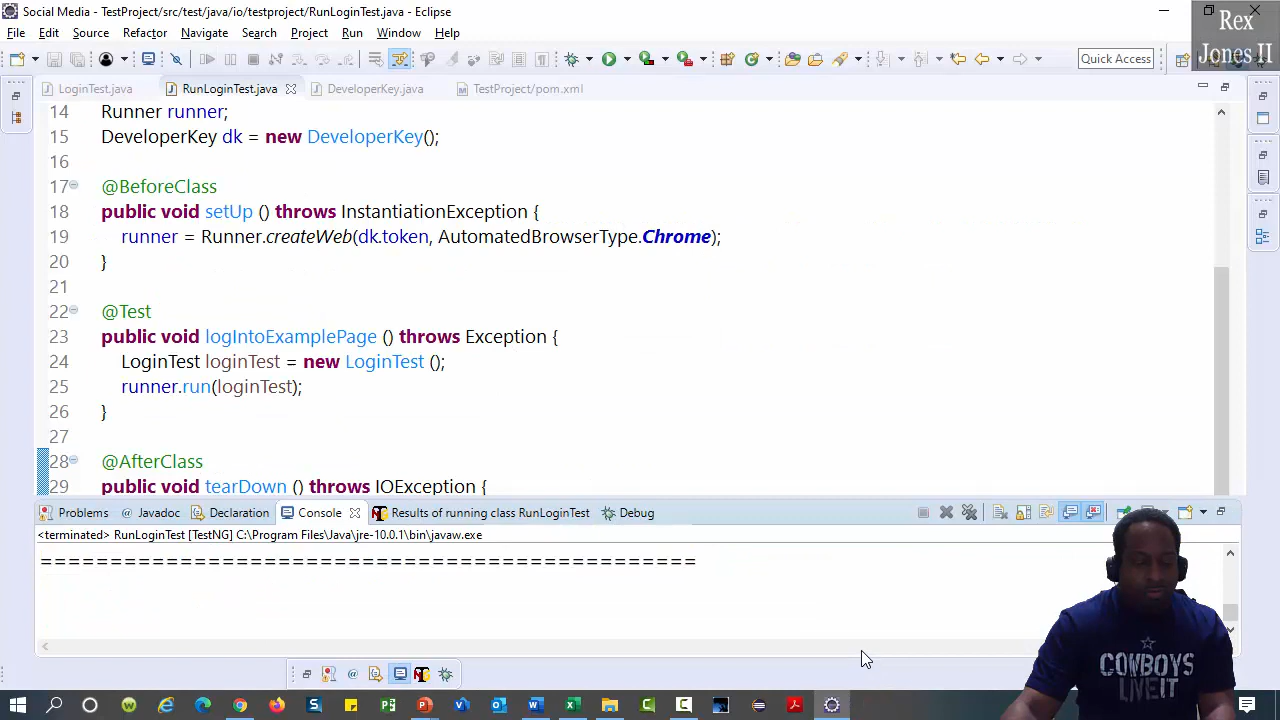 Social Media - TestProject/src/test/java/io/testproject/RunLoginTest.java - Eclipse
Rex
Jones II
File Edit Source Refactor Navigate Search Project Run Window Help
Quick Access
LoginTest.java RunLoginTest.java DeveloperKey.java TestProject/pom.xml
14 Runner runner;
15 DeveloperKey dk = new DeveloperKey();
16
17 @BeforeClass
18 public void setUp () throws InstantiationException {
19 runner = Runner.createWeb(dk.token, AutomatedBrowserType.Chrome);
20 }
21
22 @Test
23 public void logIntoExamplePage () throws Exception {
24 LoginTest loginTest = new LoginTest ();
25 runner.run(loginTest);
26 }
27
28 @AfterClass
29 public void tearDown () throws IOException {
Problems @ Javadoc Declaration Console Results of running class RunLoginTest Debug
<terminated> RunLoginTest [TestNG] C:\Program Files\Java\jre-10.0.1\bin\javaw.exe
===============================================
COWBOYS
LIVE IT